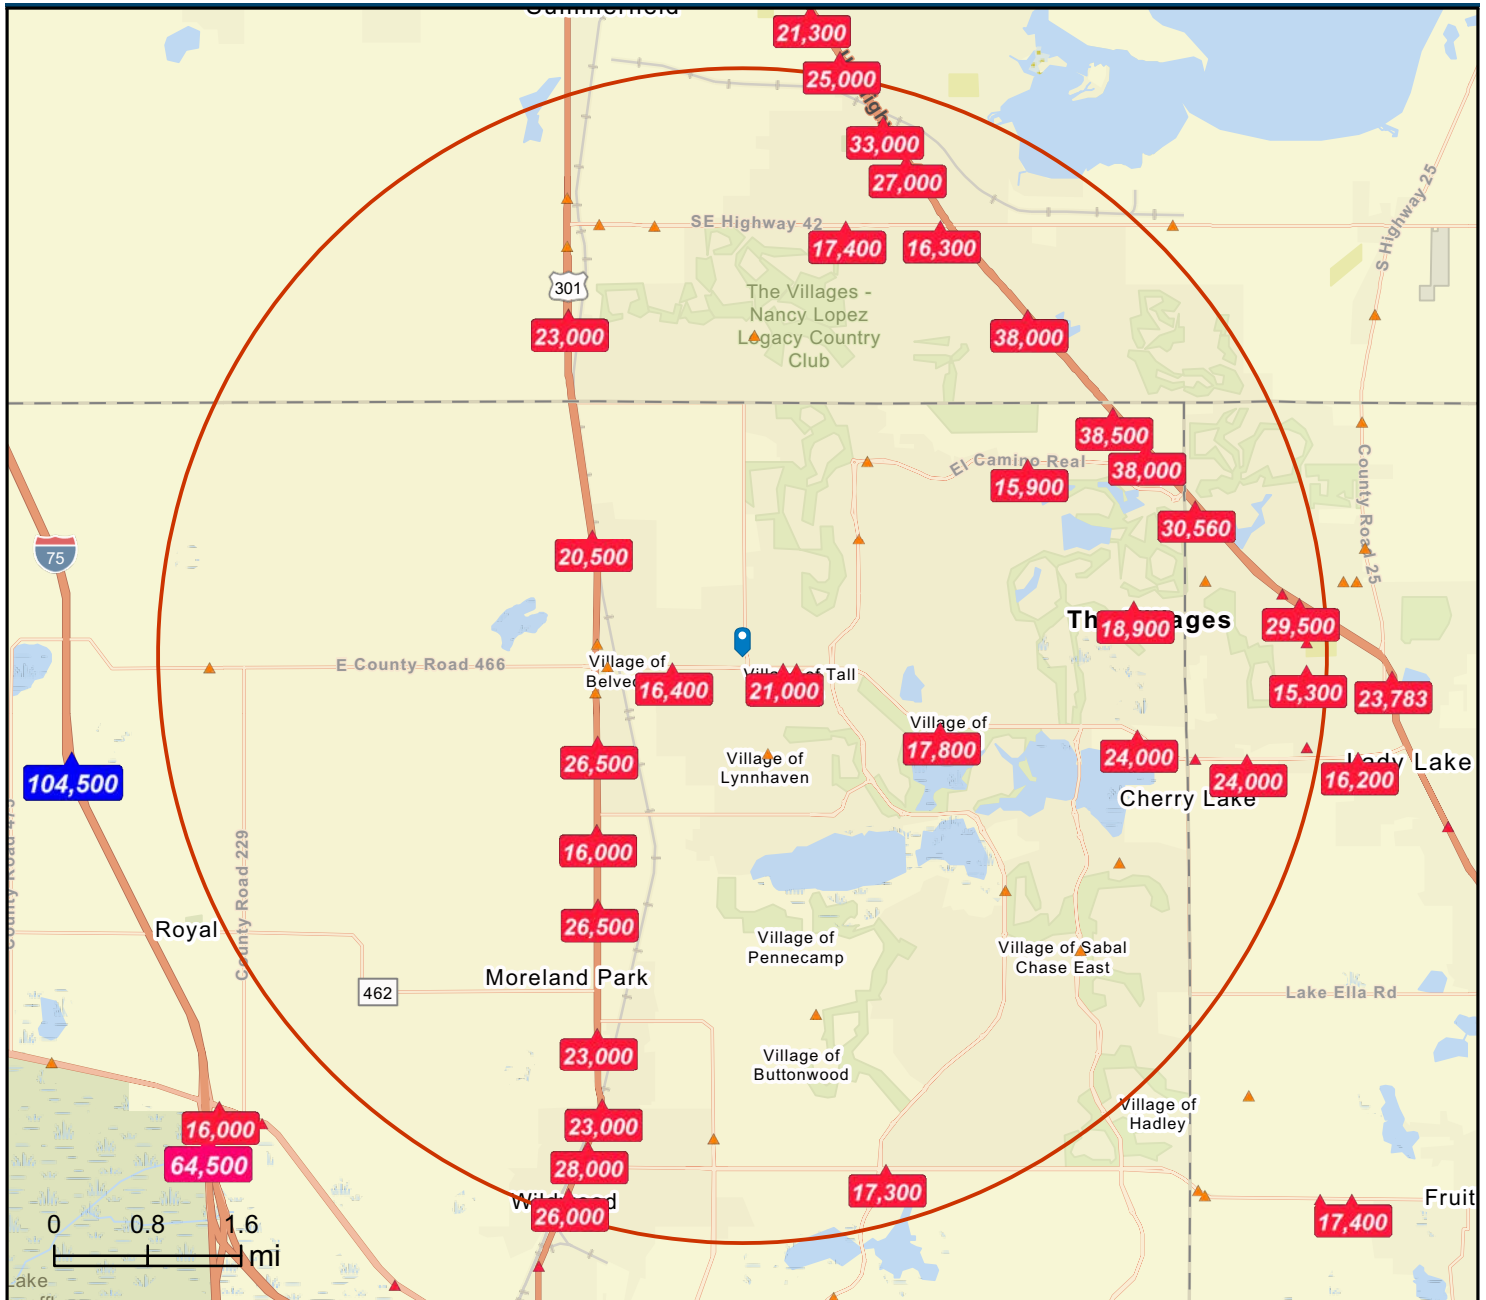 Summerfield
21,300
25,000
33,000
27,000
SE Highway 42
17,400
16,300
S Highway 25
301
The Villages -
Nancy Lopez
Legacy Country
Club
23,000
38,000
38,500
El Camino Real
38,000
15,900
County Road 25
30,560
20,500
75
18,900
29,500
E County Road 466
Village of
16,400
21,000
Tall
15,300
23,783
Village of
17,800
24,000
26,500
Village of
Lynnhaven
24,000
Lady Lake
16,200
104,500
Cherry Lake
16,000
County Road 229
Royal
26,500
Village of
Pennecamp
Village of Sabal
Chase East
Moreland Park
462
Lake Ella Rd
23,000
Village of
Buttonwood
Village of
Hadley
16,000
23,000
64,500
28,000
Wildwood
26,000
17,300
Fruit
17,400
0 0.8 1.6
mi
Lake